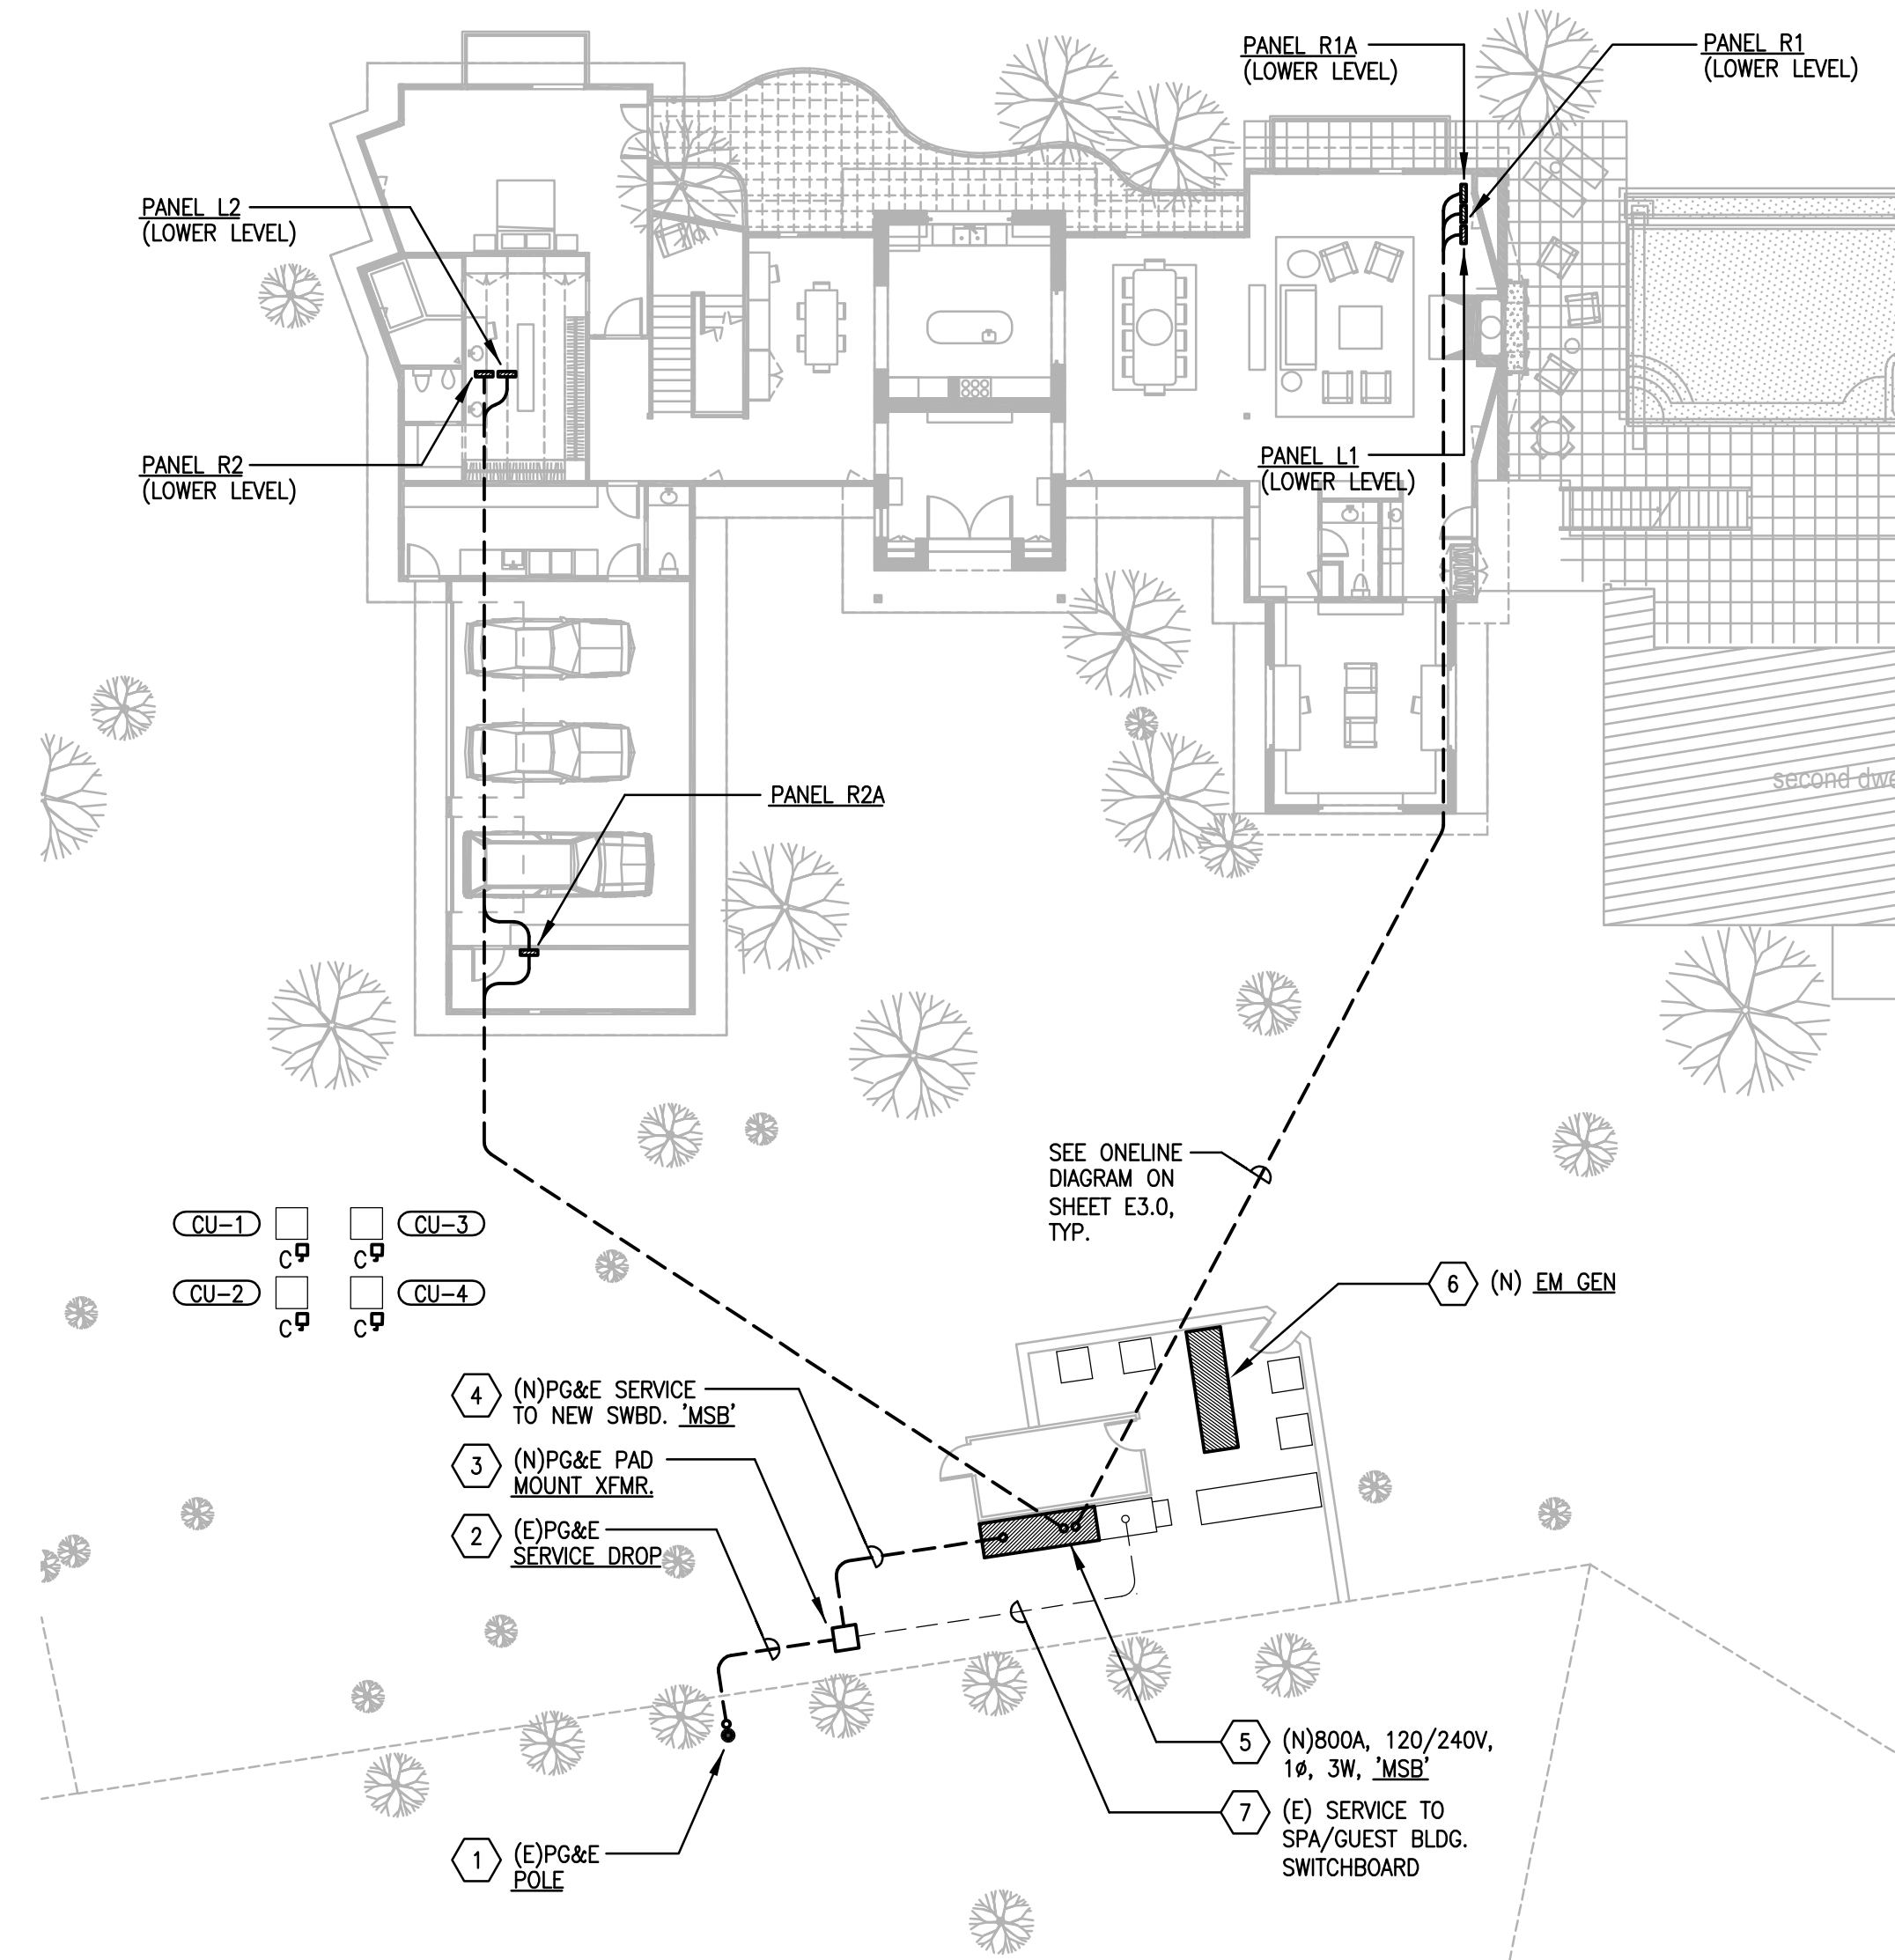 PANEL R1A
(LOWER LEVEL)
PANEL R1
(LOWER LEVEL)
PANEL L2
(LOWER LEVEL)
PANEL R2
(LOWER LEVEL)
PANEL L1
(LOWER LEVEL)
second dwe
PANEL R2A
SEE ONELINE
DIAGRAM ON
SHEET E3.0,
TYP.
CU-1
CU-3
C
C
CU-2
CU-4
C
C
6 (N) EM GEN
4 (N)PG&E SERVICE
TO NEW SWBD. 'MSB'
3 (N)PG&E PAD
MOUNT XFMR.
2 (E)PG&E
SERVICE DROP
5 (N)800A, 120/240V,
1ø, 3W, 'MSB'
7 (E) SERVICE TO
SPA/GUEST BLDG.
SWITCHBOARD
1 (E)PG&E
POLE